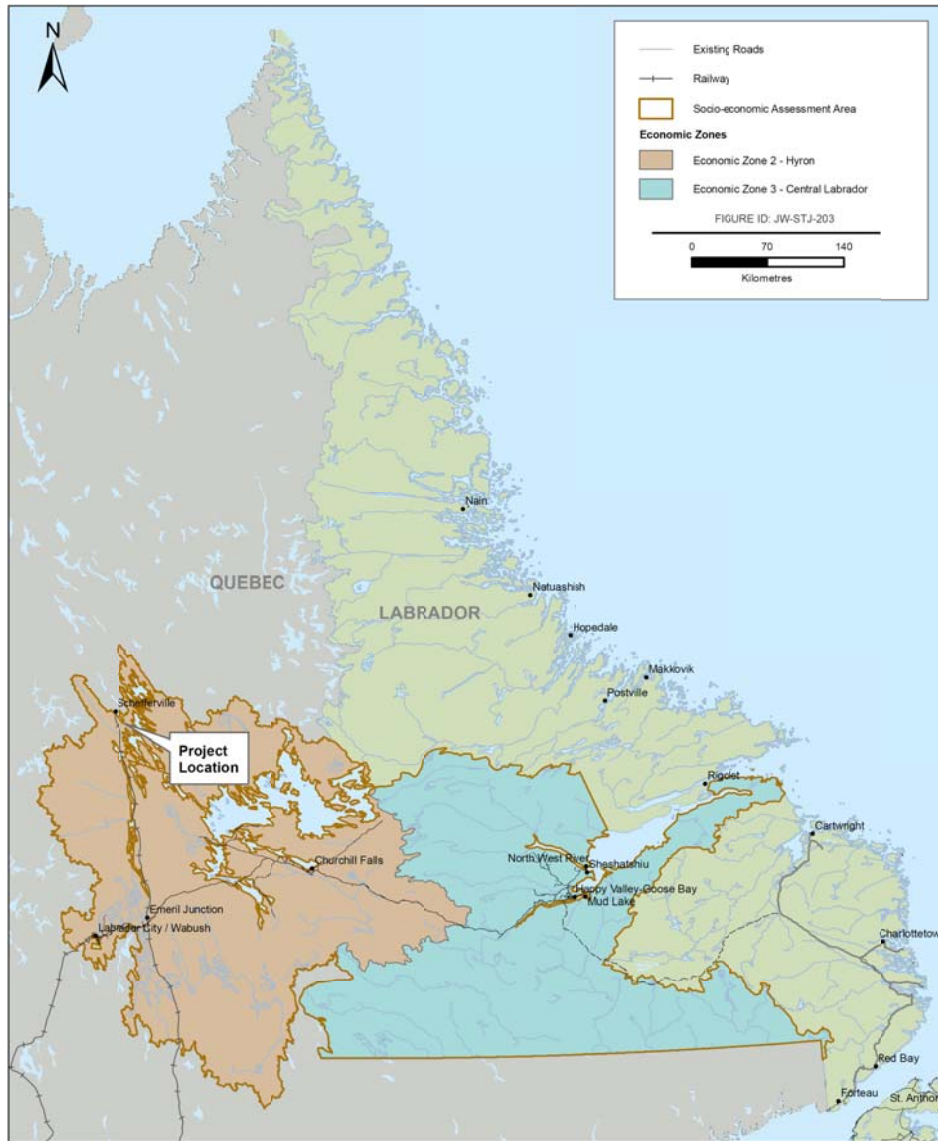 N
Existing Roads
Railway
Socio-economic Assessment Area
Economic Zones
Economic Zone 2 - Hyron
Economic Zone 3 - Central Labrador
FIGURE ID: JW-STJ-203
0 70 140
Kilometres
Nain
QUEBEC
Natuashish
LABRADOR
Hopedale
Makkovik
Postville
Schefferville
Project
Location
Rigolet
Cartwright
North West River
Sheshatshiu
Churchill Falls
Happy Valley-Goose Bay
Mud Lake
Emeril Junction
Labrador City / Wabush
Charlottetow
Red Bay
Forteau
St. Anthon